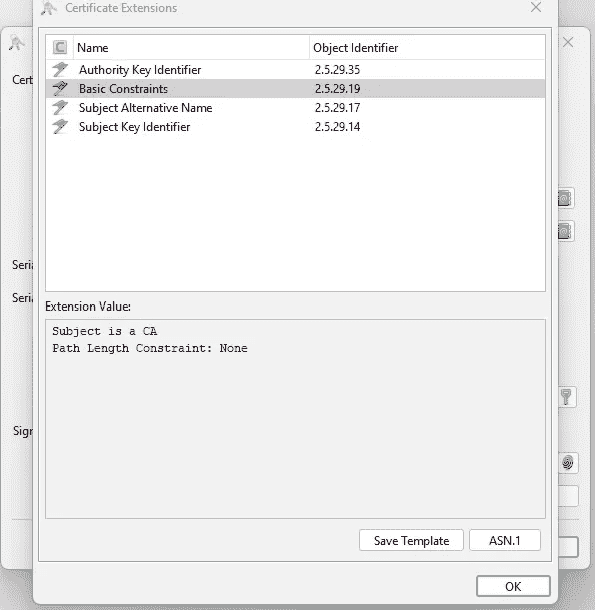 Certificate Extensions
C Name Object Identifier
Authority Key Identifier 2.5.29.35
Basic Constraints 2.5.29.19
Subject Alternative Name 2.5.29.17
Subject Key Identifier 2.5.29.14
Cert
Seria
Seria
Sign
Extension Value:
Subject is a CA
Path Length Constraint: None
Save Template ASN.1
OK